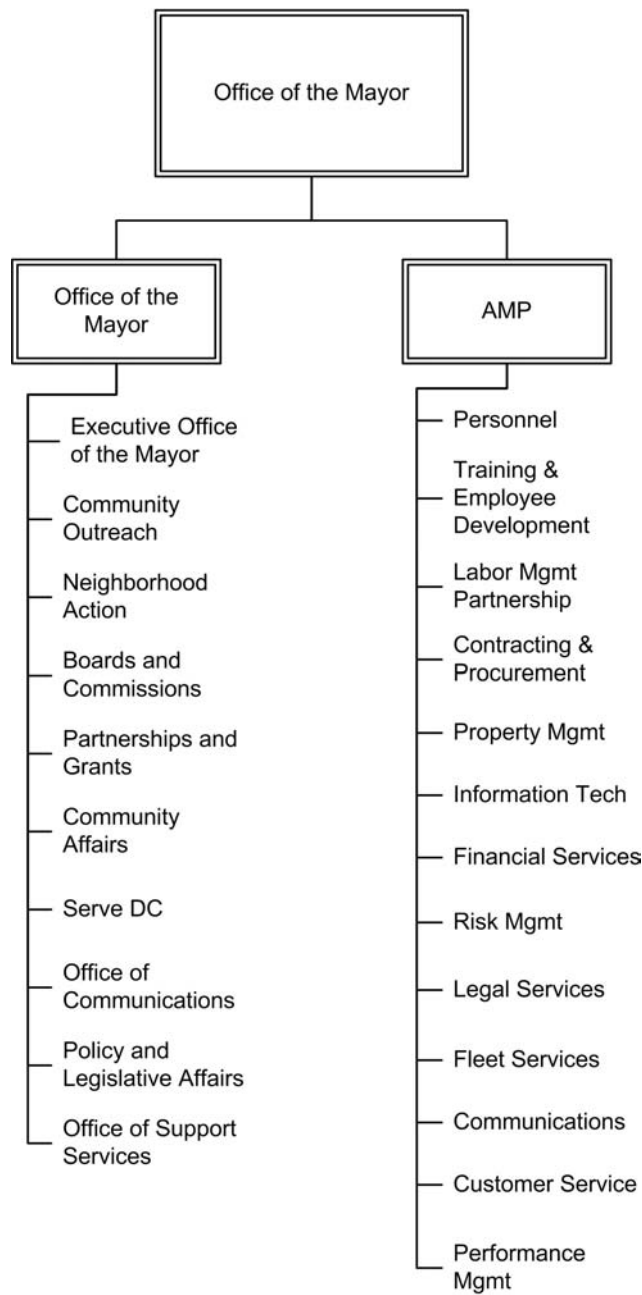 Office of the Mayor
Office of the
Mayor
Executive Office
of the Mayor
Community
Outreach
Neighborhood
Action
Boards and
Commissions
Partnerships and
Grants
Community
Affairs
Serve DC
Office of
Communications
Policy and
Legislative Affairs
Office of Support
Services
AMP
Personnel
Training &
Employee
Development
Labor Mgmt
Partnership
Contracting &
Procurement
Property Mgmt
Information Tech
Financial Services
Risk Mgmt
Legal Services
Fleet Services
Communications
Customer Service
Performance
Mgmt